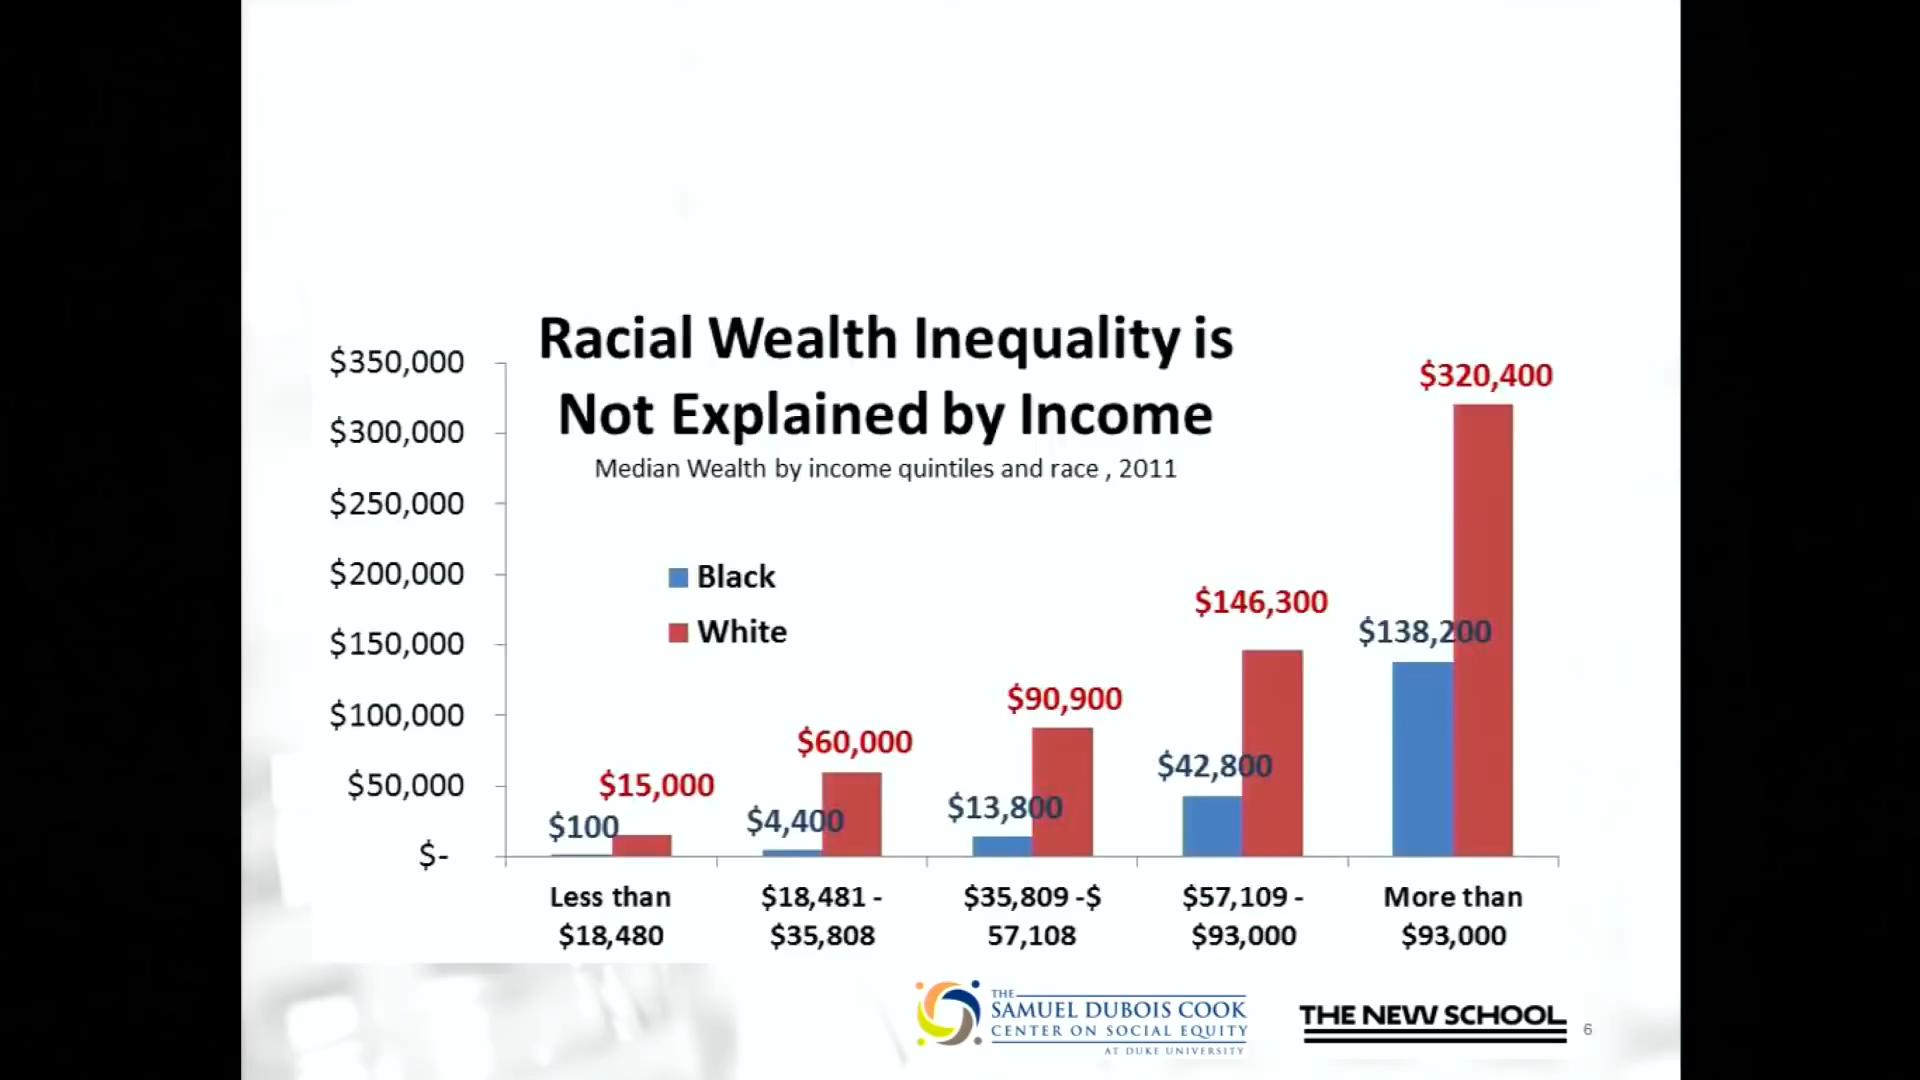 Racial Wealth Inequality is
Not Explained by Income
Median Wealth by income quintiles and race , 2011
$350,000
$300,000
$250,000
$200,000
$150,000
$100,000
$50,000
$-
Black
White
$100
$15,000
$4,400
$60,000
$13,800
$90,900
$42,800
$146,300
$138,200
$320,400
Less than
$18,480
$18,481 -
$35,808
$35,809 -$
57,108
$57,109 -
$93,000
More than
$93,000
THE
SAMUEL DUBOIS COOK
CENTER ON SOCIAL EQUITY
AT DUKE UNIVERSITY
THE NEW SCHOOL
6